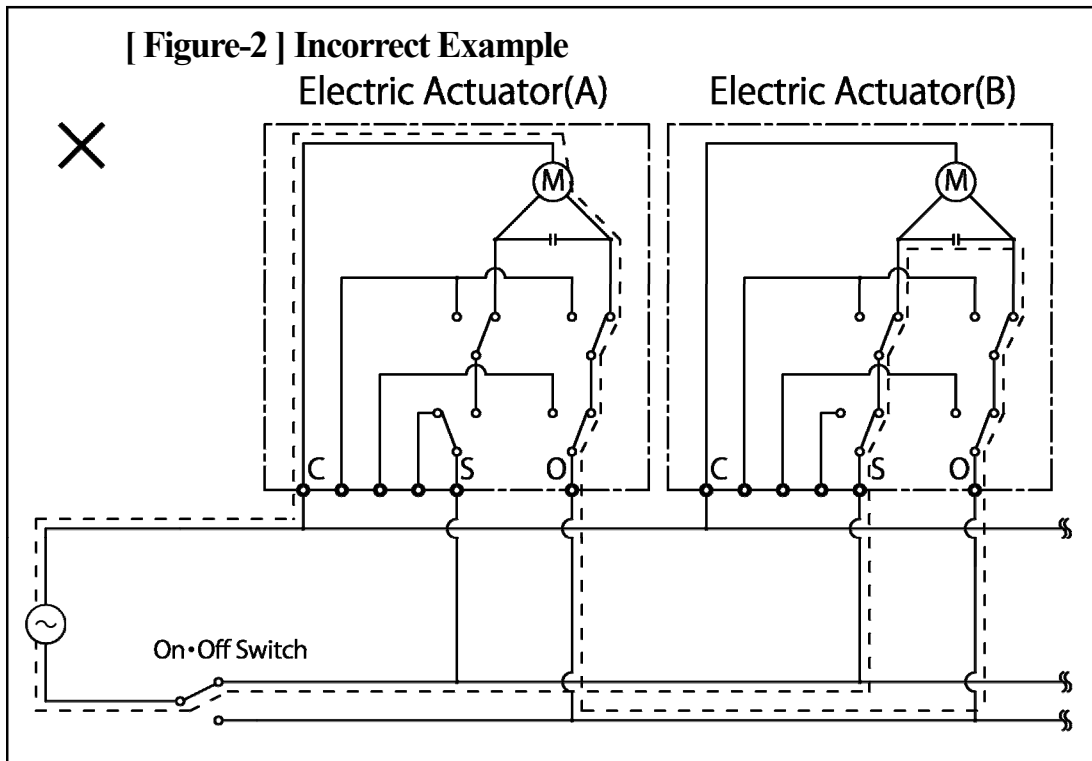 [ Figure-2 ] Incorrect Example
Electric Actuator(A) Electric Actuator(B)
M M
C S O C S O
On•Off Switch